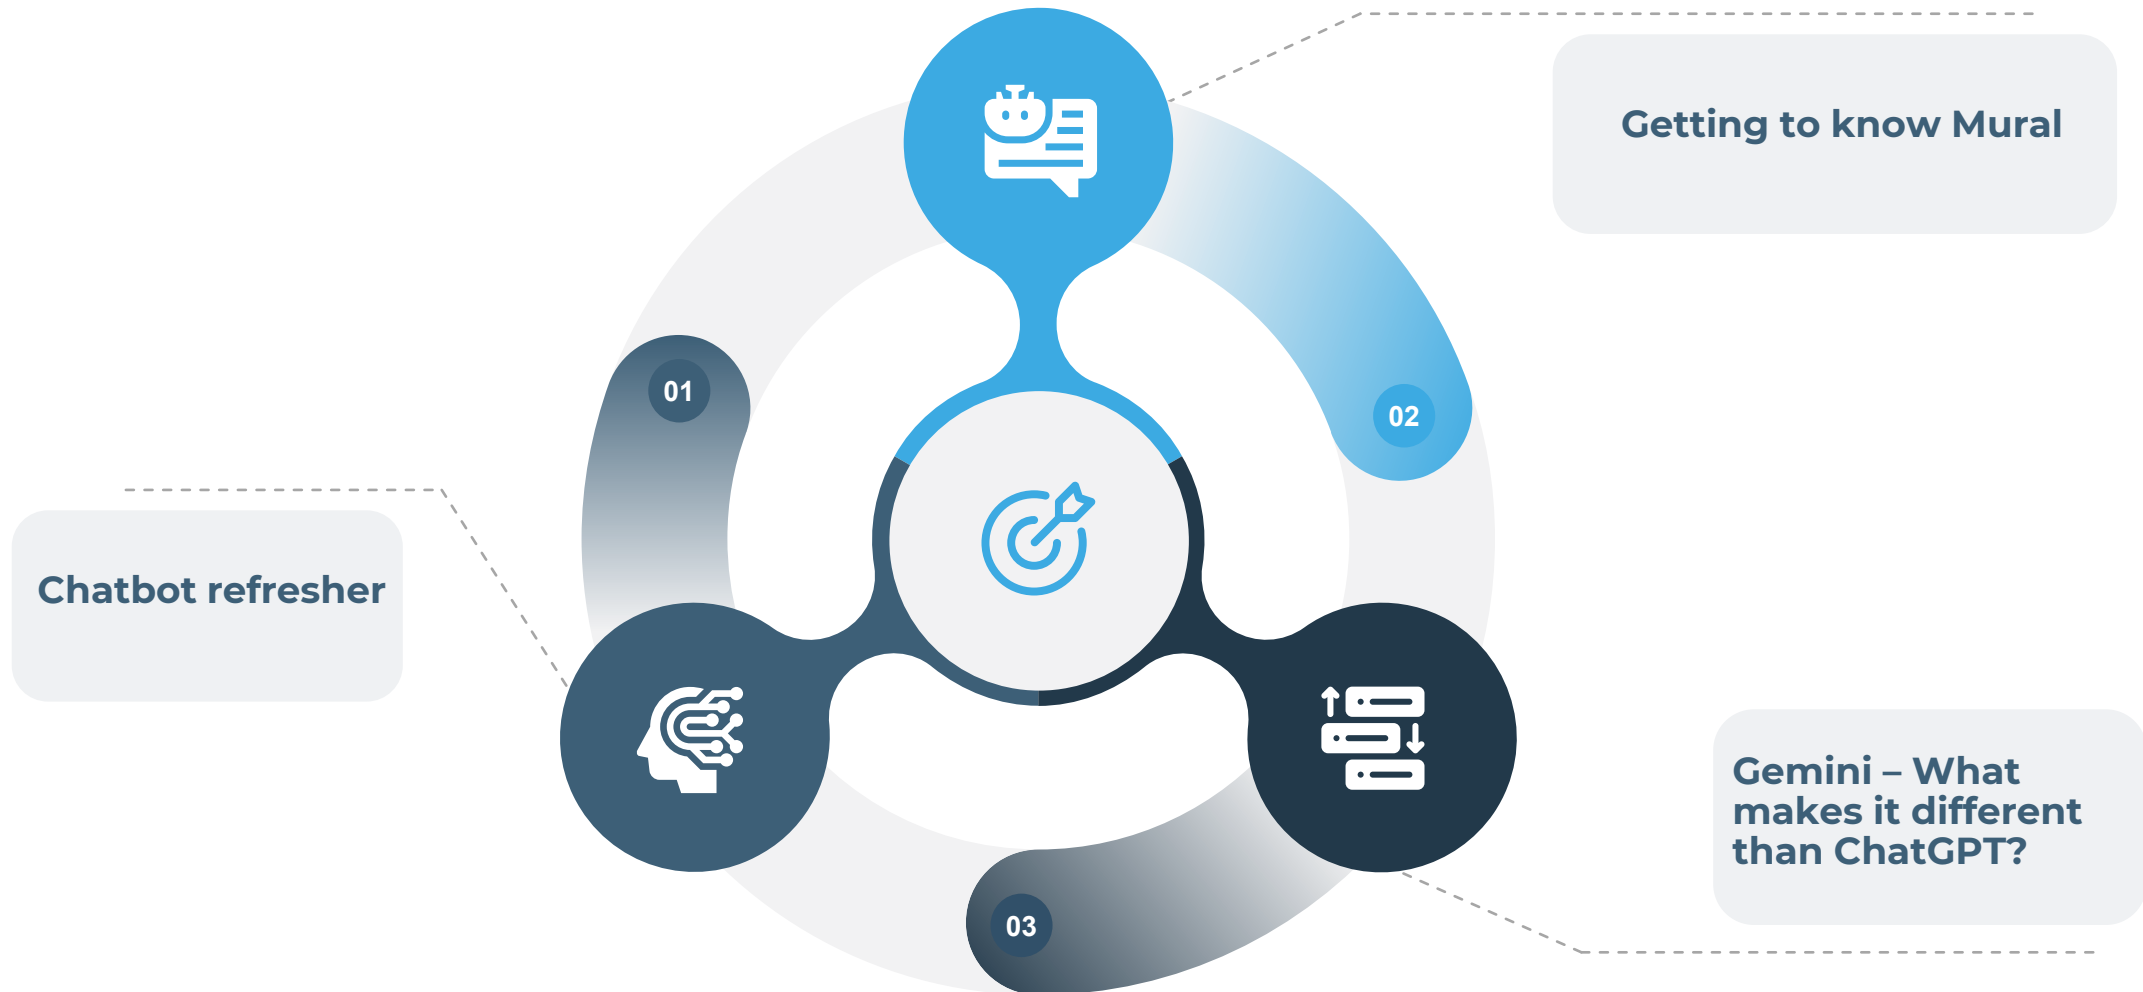 Getting to know Mural
01
02
Chatbot refresher
Gemini – What
makes it different
than ChatGPT?
03